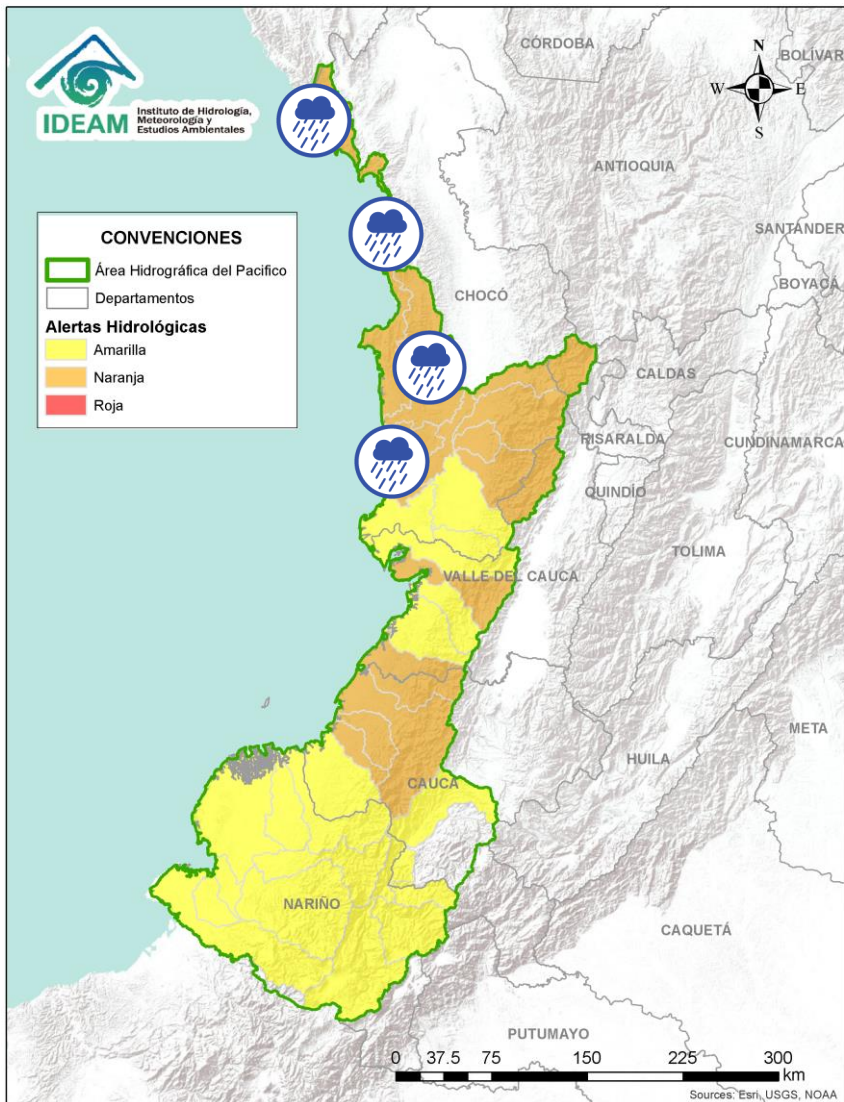 IDEAM
Instituto de Hidrología,
Meteorología y
Estudios Ambientales
CÓRDOBA
BOLÍVAR
N
W
E
S
ANTIOQUIA
CONVENCIONES
Área Hidrográfica del Pacifico
Departamentos
Alertas Hidrológicas
Amarilla
Naranja
Roja
SANTANDER
BOYACÁ
CHOCÓ
CALDAS
RISARALDA
CUNDINAMARCA
QUINDÍO
TOLIMA
VALLE DEL CAUCA
META
HUILA
CAUCA
NARIÑO
CAQUETÁ
PUTUMAYO
0 37.5 75 150 225 300
km
Sources: Esri, USGS, NOAA